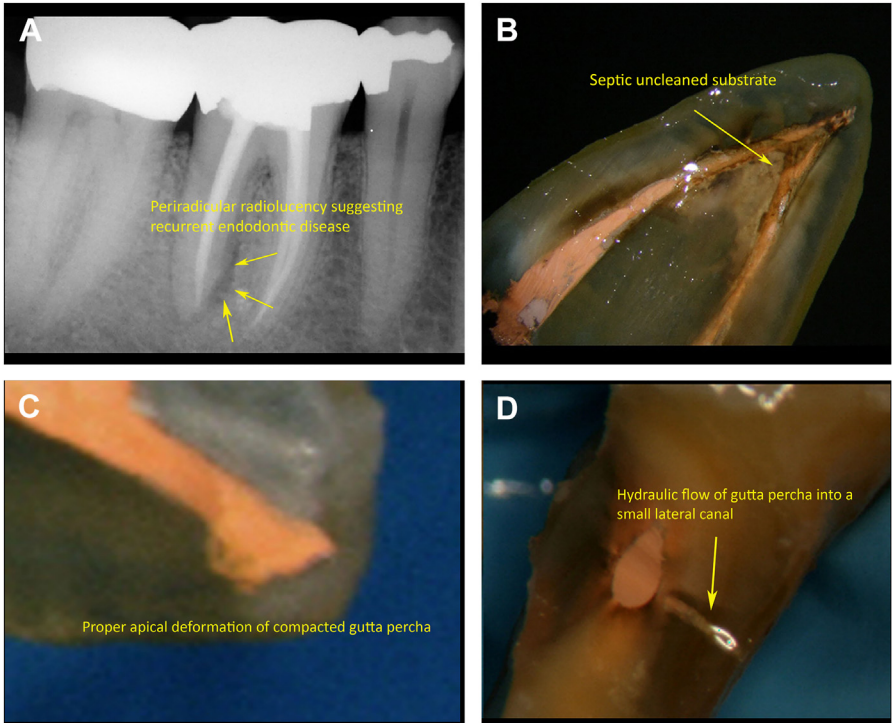 A
Periradicular radiolucency suggesting
recurrent endodontic disease
B
Septic uncleaned substrate
C
Proper apical deformation of compacted gutta percha
D
Hydraulic flow of gutta percha into a
small lateral canal